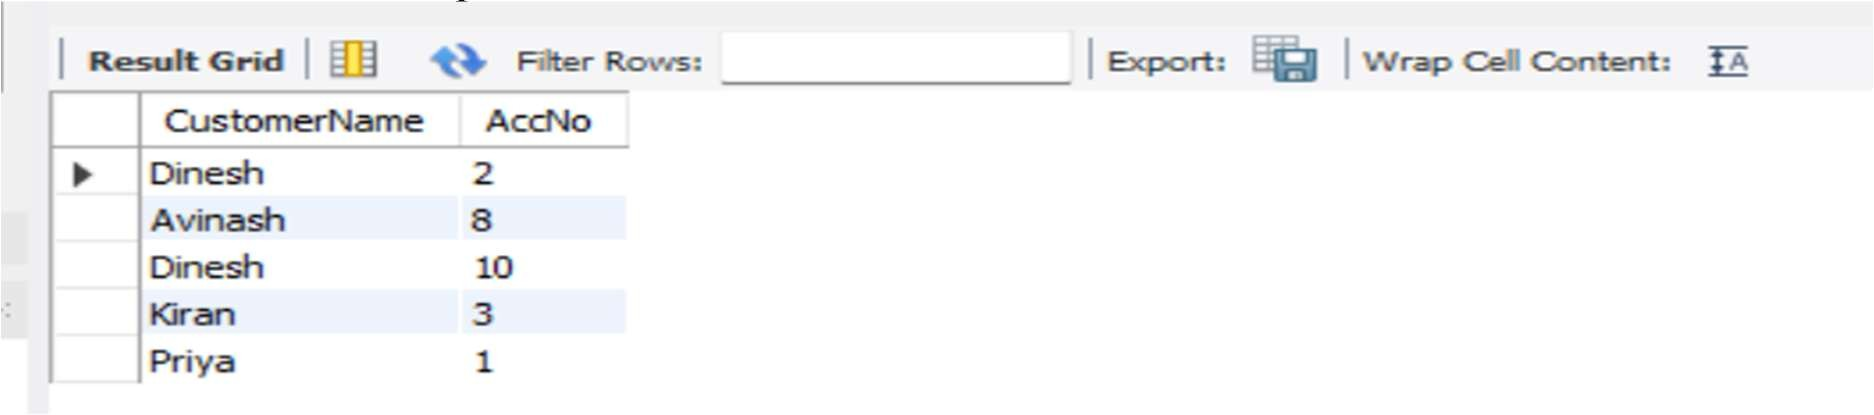 Result Grid Filter Rows: Export: Wrap Cell Content: A
CustomerName AccNo
Dinesh 2
Avinash 8
Dinesh 10
Kiran 3
Priya 1